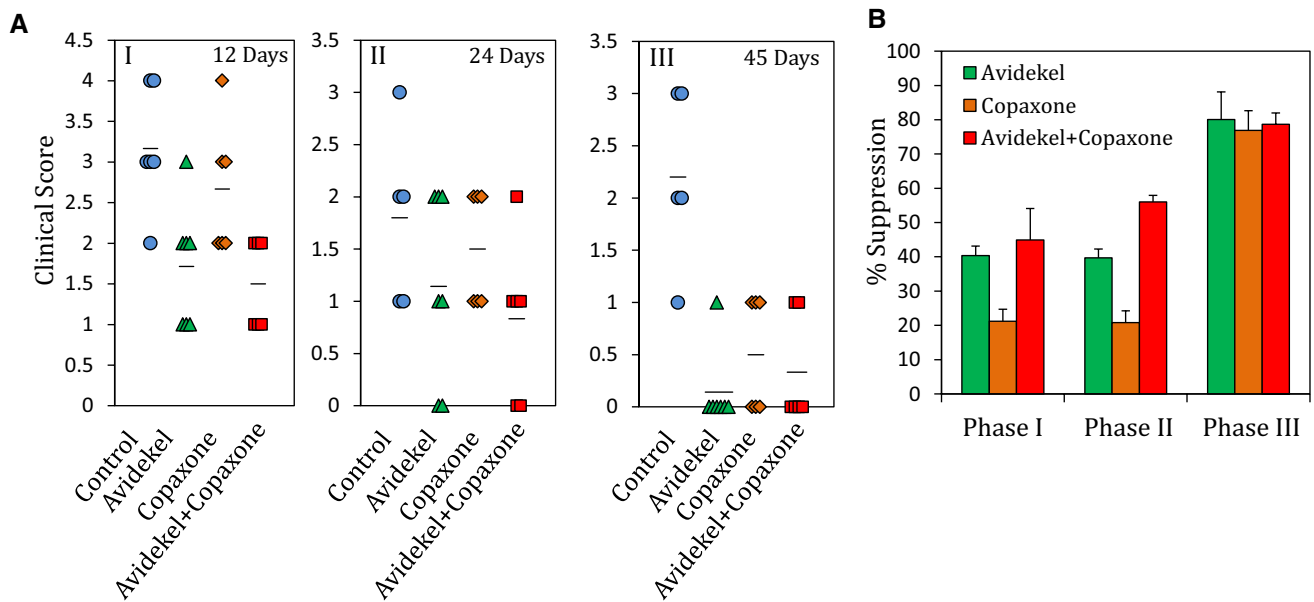 A
Clinical Score
4.5
4
3.5
3
2.5
2
1.5
1
0.5
0
I
12 Days
Control
Avidekel
Copaxone
Avidekel+Copaxone
3.5
3
2.5
2
1.5
1
0.5
0
II
24 Days
Control
Avidekel
Copaxone
Avidekel+Copaxone
3.5
3
2.5
2
1.5
1
0.5
0
III
45 Days
Control
Avidekel
Copaxone
Avidekel+Copaxone
B
% Suppression
100
90
80
70
60
50
40
30
20
10
0
Avidekel
Copaxone
Avidekel+Copaxone
Phase I
Phase II
Phase III